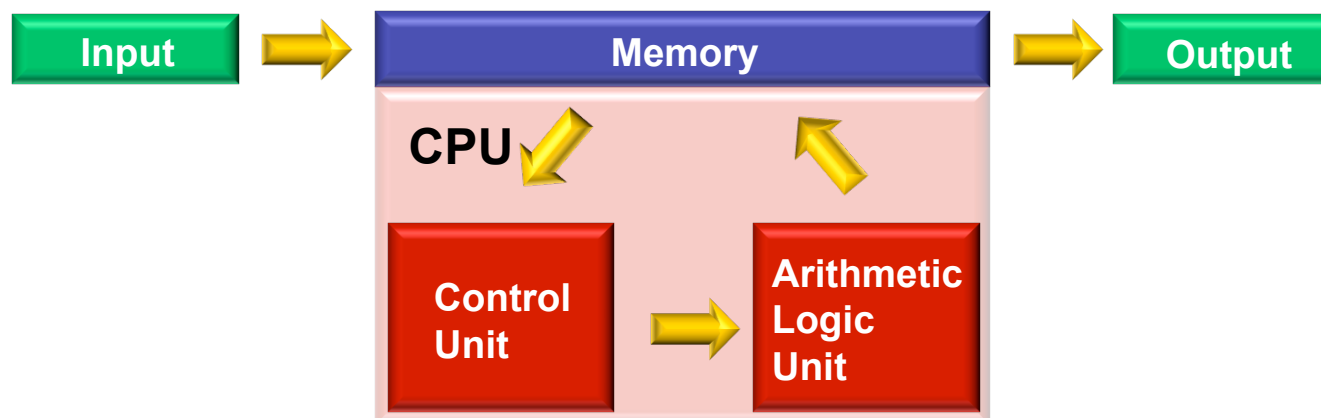 Input
Memory
Output
CPU
Control
Unit
Arithmetic
Logic
Unit